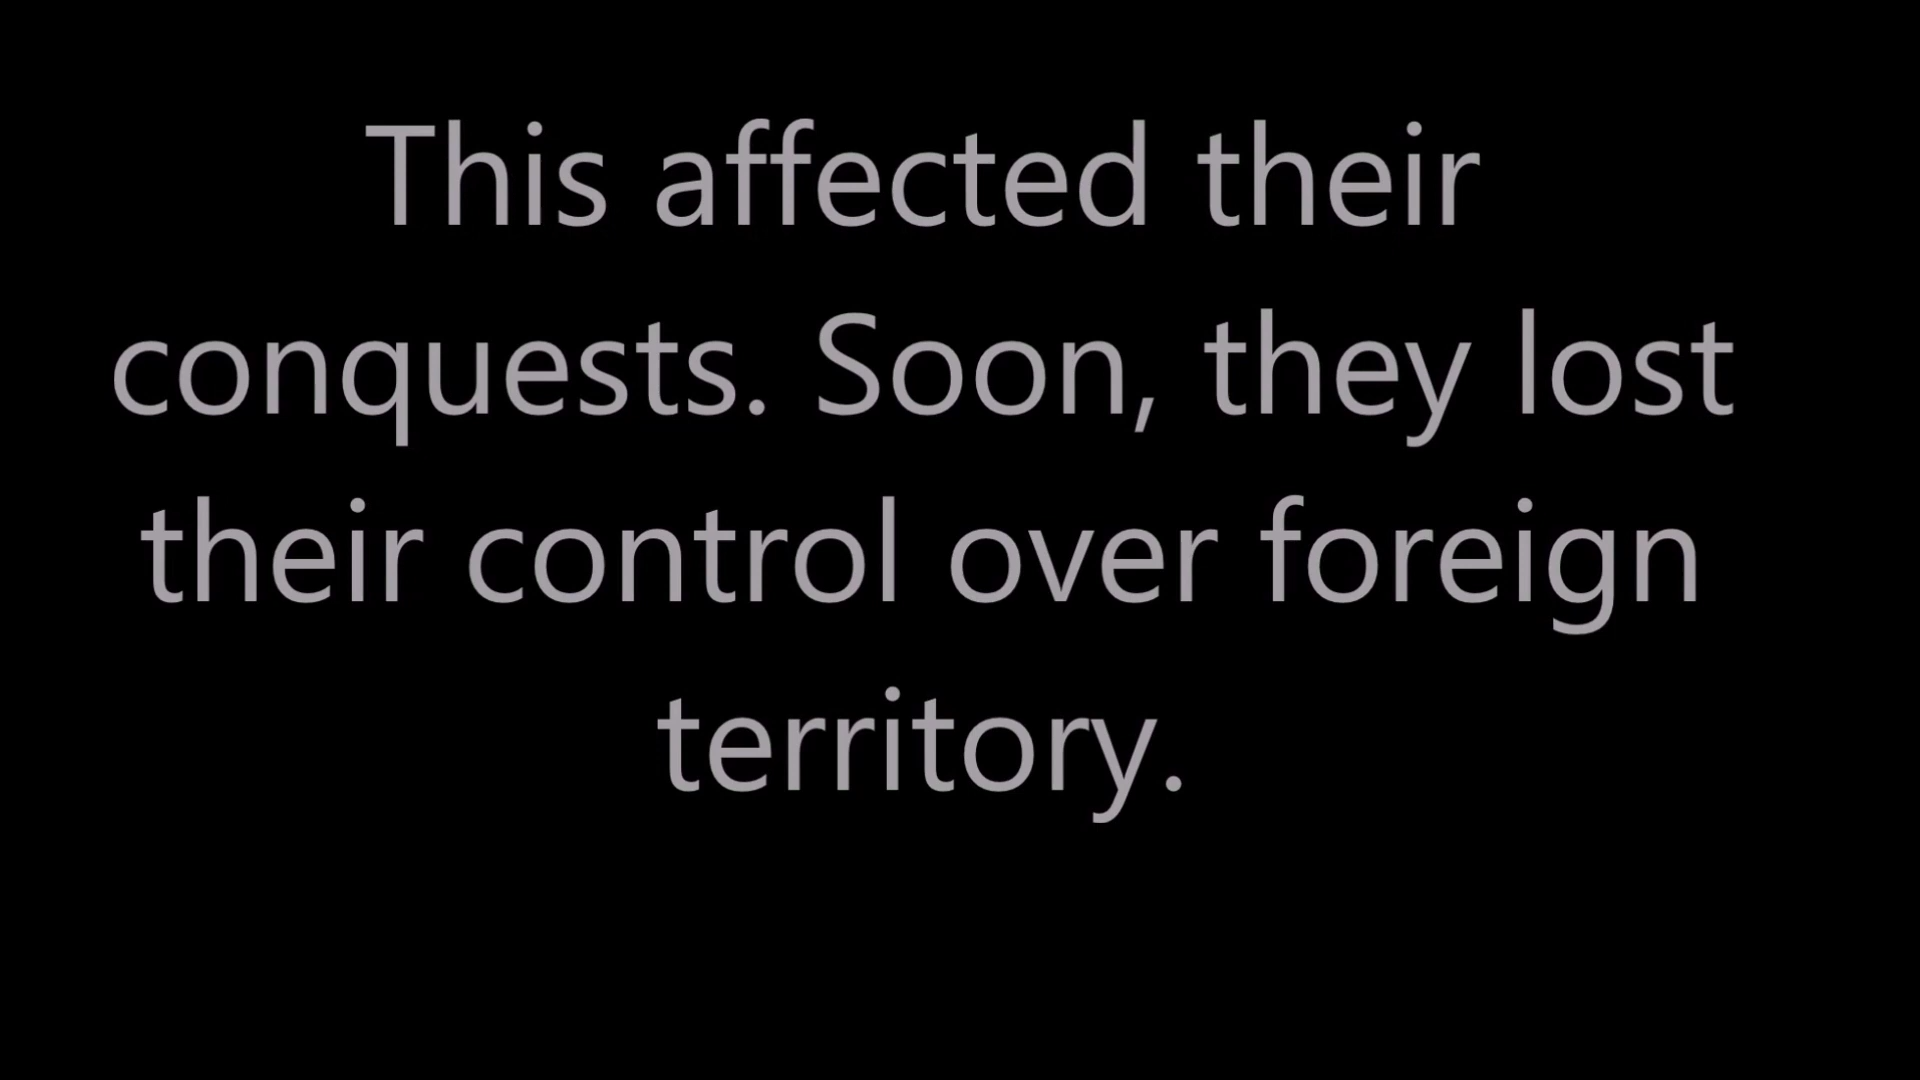 This affected their
conquests. Soon, they lost
their control over foreign
territory.